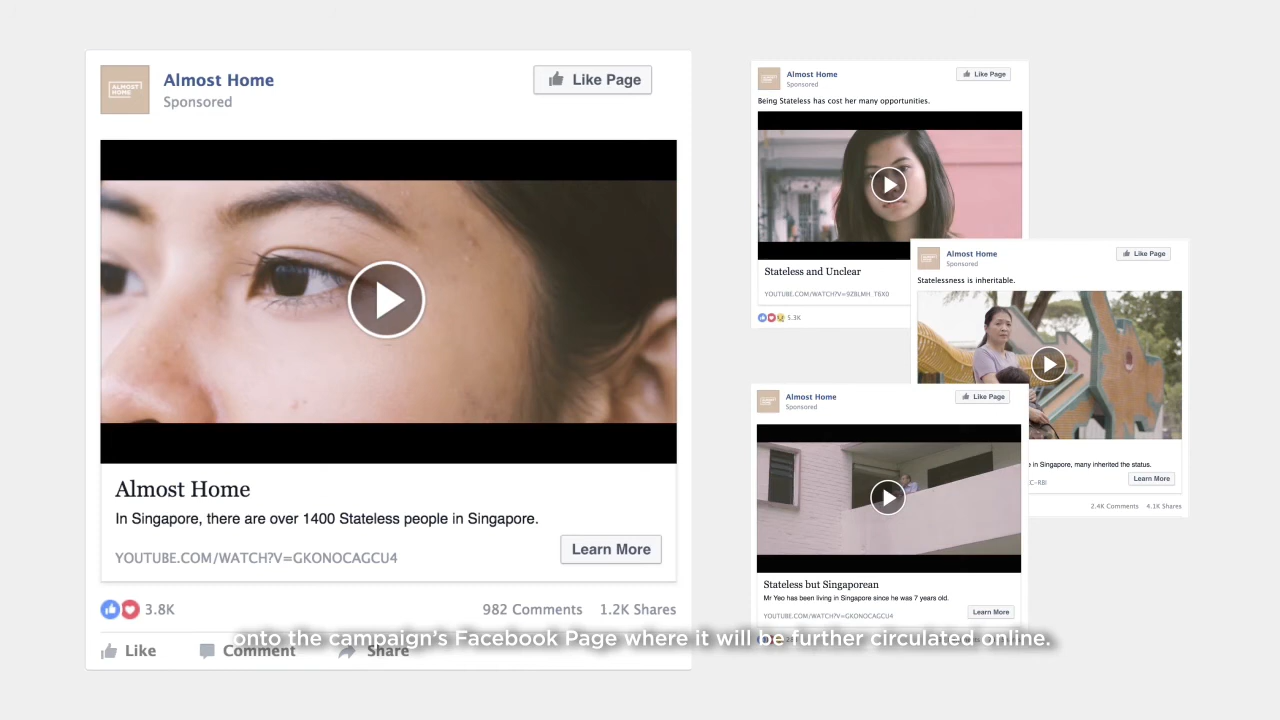 ALMOST
HOME
Almost Home
Sponsored
Like Page
Almost Home
In Singapore, there are over 1400 Stateless people in Singapore.
YOUTUBE.COM/WATCH?V=GKONOCAGCU4
Learn More
3.8K
982 Comments 1.2K Shares
Like Comment Share
Almost Home
Sponsored
Like Page
Being Stateless has cost her many opportunities.
Stateless and Unclear
YOUTUBE.COM/WATCH?V=9ZBLMH_T6X0
5.3K
Almost Home
Sponsored
Like Page
Statelessness is inheritable.
e in Singapore, many inherited the status.
C-RBI
Learn More
2.4K Comments 4.1K Shares
Almost Home
Sponsored
Like Page
Stateless but Singaporean
Mr Yeo has been living in Singapore since he was 7 years old.
YOUTUBE.COM/WATCH?V=GKONOCAGCU4
Learn More
onto the campaign's Facebook Page where it will be further circulated online.